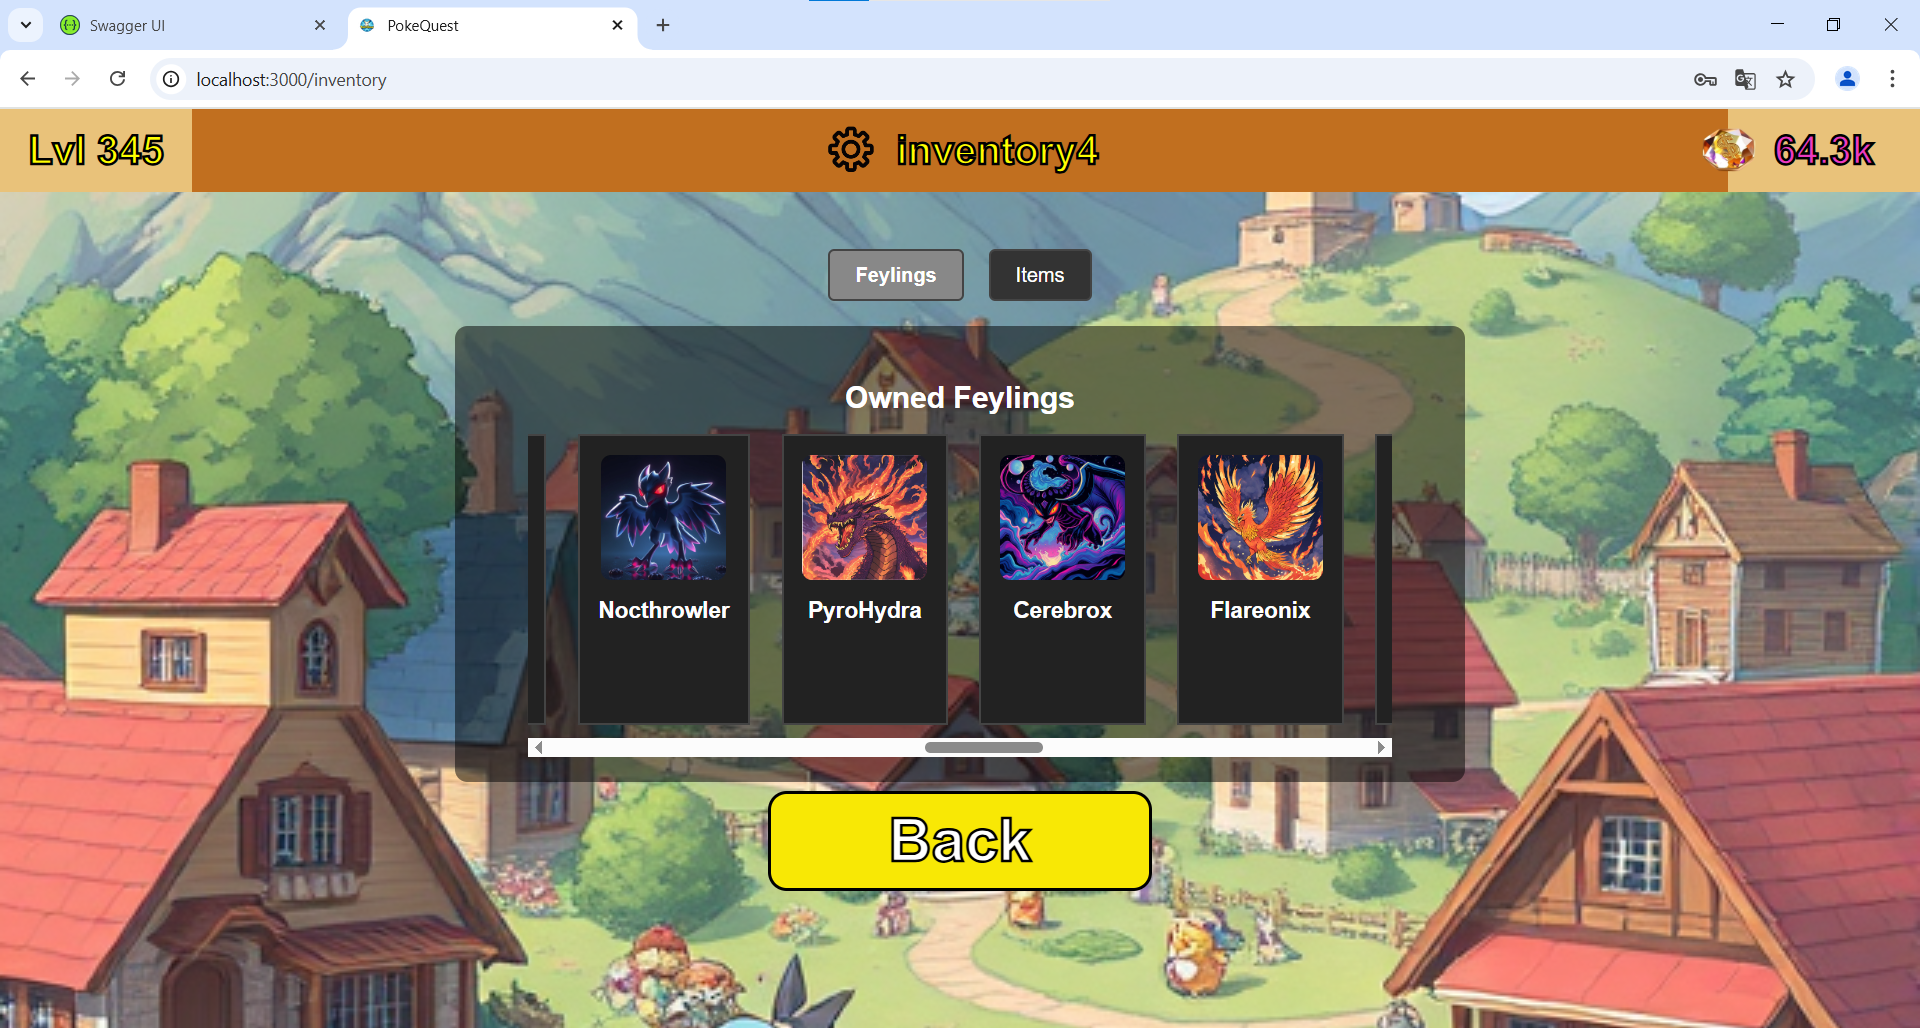 Swagger UI
PokeQuest
localhost:3000/inventory
Lvl 345
inventory4
64.3k
Feylings
Items
Owned Feylings
Nocthrowler
PyroHydra
Cerebrox
Flareonix
Back